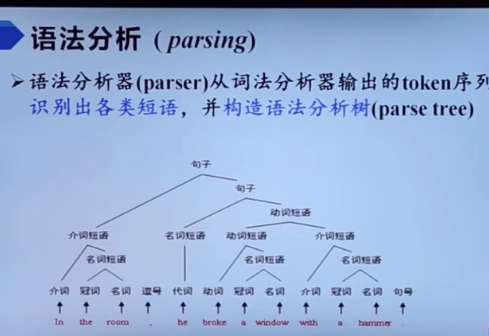 语法分析 ( parsing)
➢语法分析器(parser)从词法分析器输出的token序列
识别出各类短语，并构造语法分析树(parse tree)
句子
句子
动词短语
介词短语 名词短语 动词短语 介词短语
名词短语 名词短语 名词短语
介词 冠词 名词 逗号 代词 动词 冠词 名词 介词 冠词 名词 句号
In the room , he broke a window with a hammer .